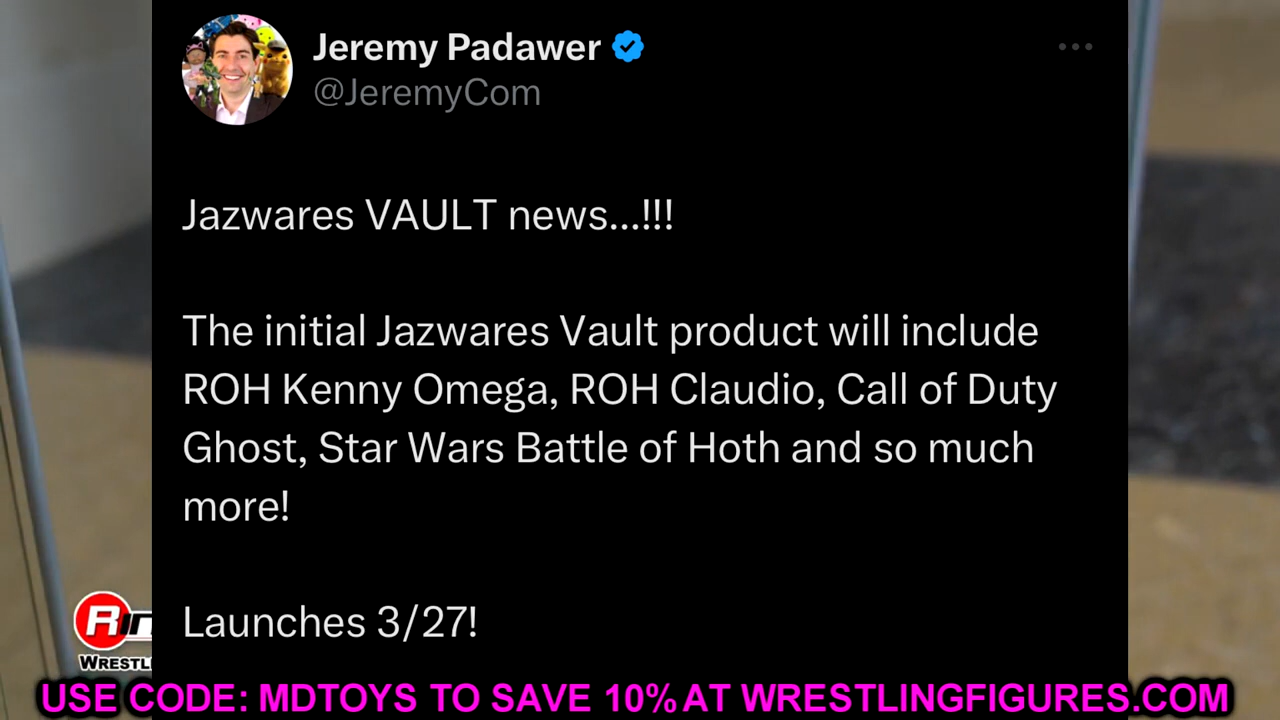 Jeremy Padawer
@JeremyCom
Jazwares VAULT news...!!!
The initial Jazwares Vault product will include
ROH Kenny Omega, ROH Claudio, Call of Duty
Ghost, Star Wars Battle of Hoth and so much
more!
Launches 3/27!
USE CODE: MDTOYS TO SAVE 10% AT WRESTLINGFIGURES.COM